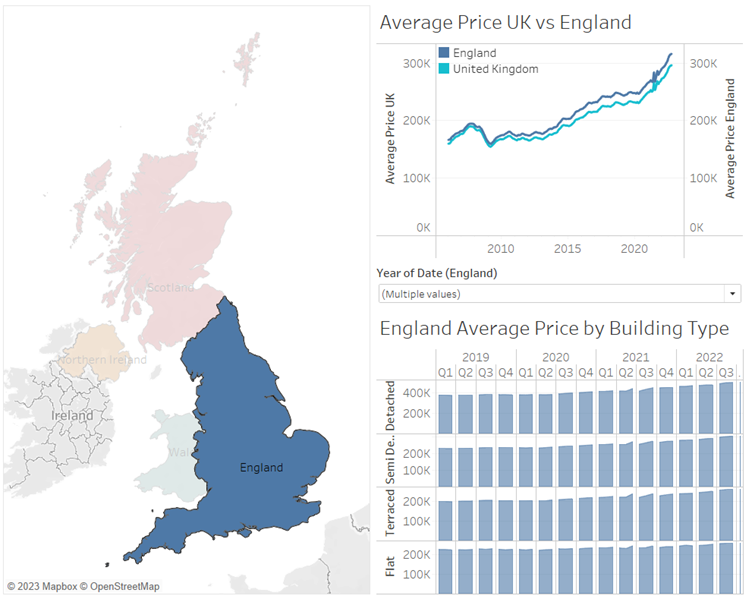 Scotland
Northern Ireland
Ireland
England
© 2023 Mapbox © OpenStreetMap
Average Price UK vs England
England
United Kingdom
300K
200K
100K
0K
Average Price UK
300K
200K
100K
0K
Average Price England
2010
2015
2020
Year of Date (England)
(Multiple values)
England Average Price by Building Type
2019
2020
2021
2022
Q1 Q2 Q3 Q4 Q1 Q2 Q3 Q4 Q1 Q2 Q3 Q4 Q1 Q2 Q3
Detached
400K
200K
Semi De..
200K
100K
Terraced
200K
100K
Flat
200K
100K